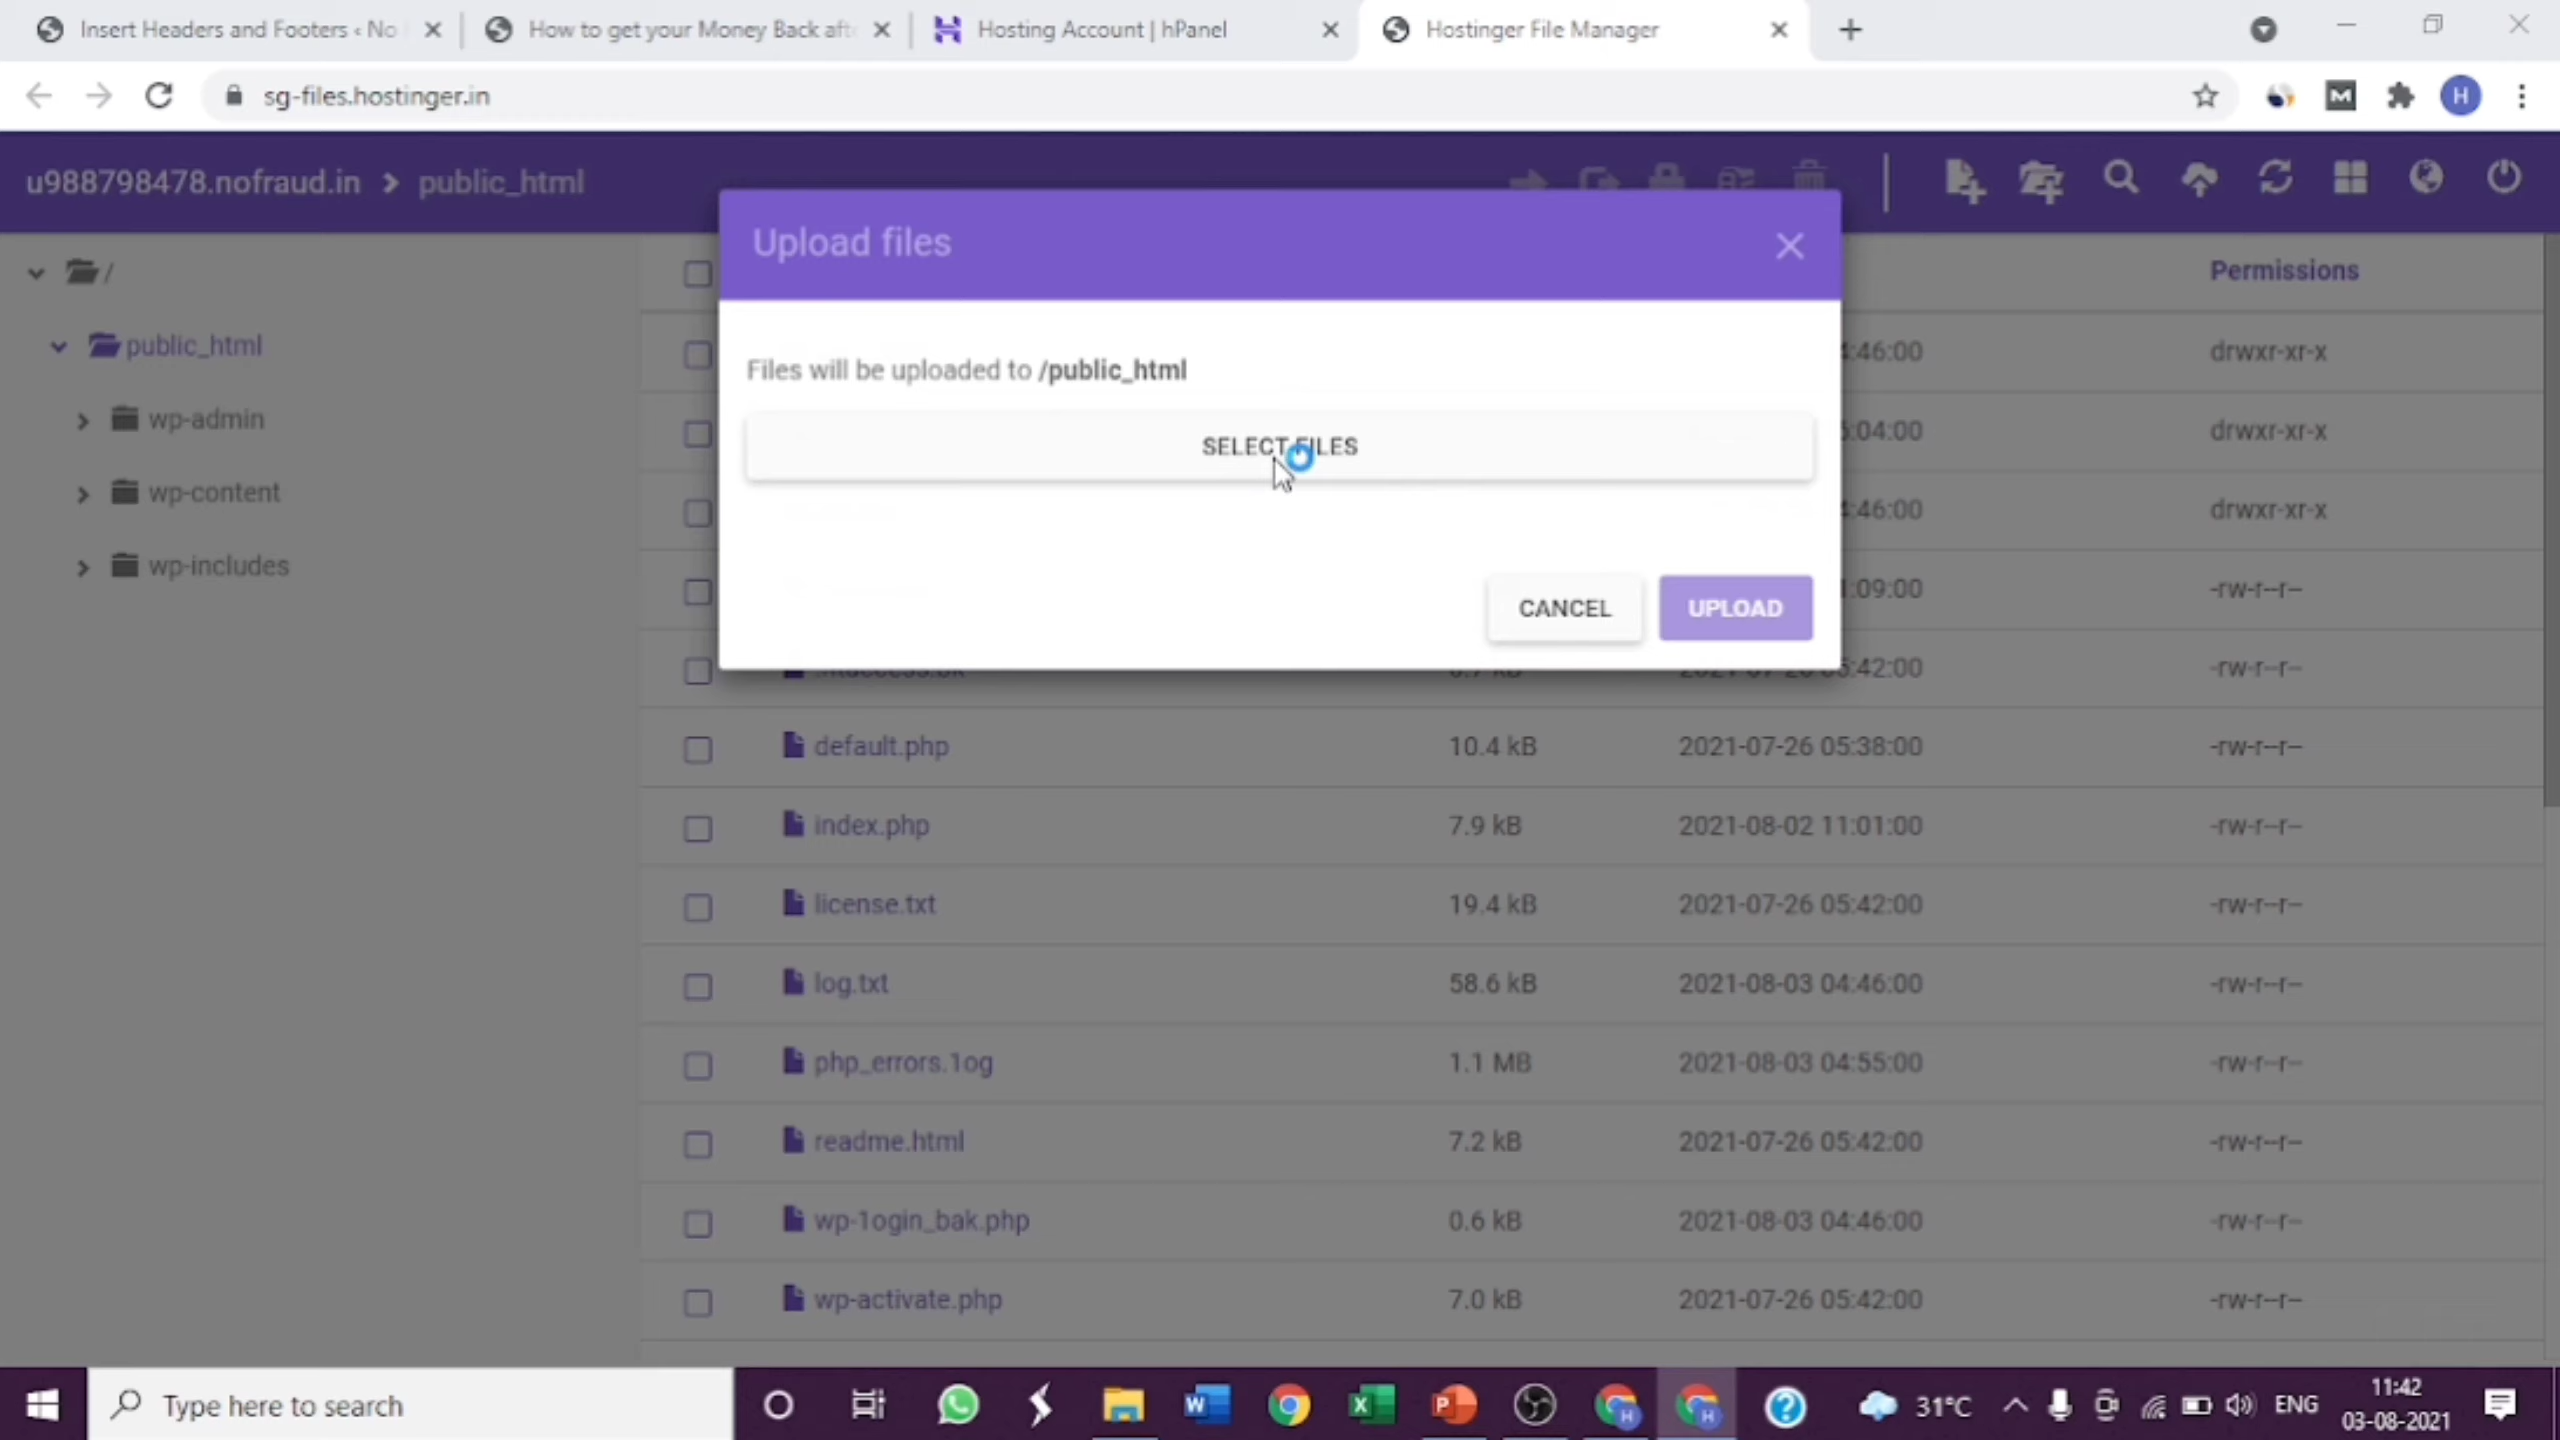 Insert Headers and Footers ‹ No
How to get your Money Back aft
Hosting Account | hPanel
Hostinger File Manager
sg-files.hostinger.in
H
u988798478.nofraud.in > public_html
Upload files
Files will be uploaded to /public_html
SELECT FILES
CANCEL
UPLOAD
/
public_html
wp-admin
wp-content
wp-includes
Permissions
:46:00 drwxr-xr-x
:04:00 drwxr-xr-x
:46:00 drwxr-xr-x
:09:00 -rw-r--r--
:42:00 -rw-r--r--
default.php 10.4 kB 2021-07-26 05:38:00 -rw-r--r--
index.php 7.9 kB 2021-08-02 11:01:00 -rw-r--r--
license.txt 19.4 kB 2021-07-26 05:42:00 -rw-r--r--
log.txt 58.6 kB 2021-08-03 04:46:00 -rw-r--r--
php_errors.1og 1.1 MB 2021-08-03 04:55:00 -rw-r--r--
readme.html 7.2 kB 2021-07-26 05:42:00 -rw-r--r--
wp-1ogin_bak.php 0.6 kB 2021-08-03 04:46:00 -rw-r--r--
wp-activate.php 7.0 kB 2021-07-26 05:42:00 -rw-r--r--
Type here to search
31°C
ENG
11:42
03-08-2021